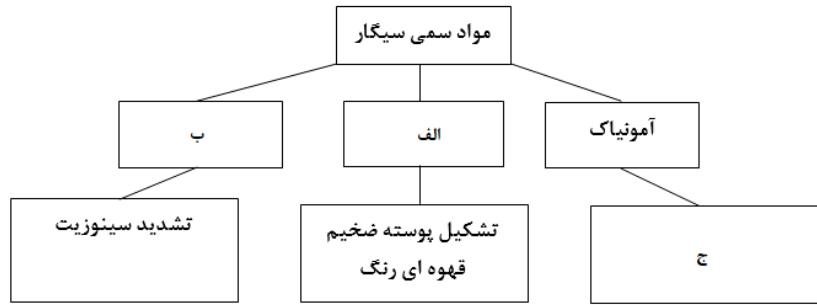 مواد سمی سیگار
آمونیاک
الف
ب
ج
تشکیل پوسته ضخیم
قهوه ای رنگ
تشدید سینوزیت